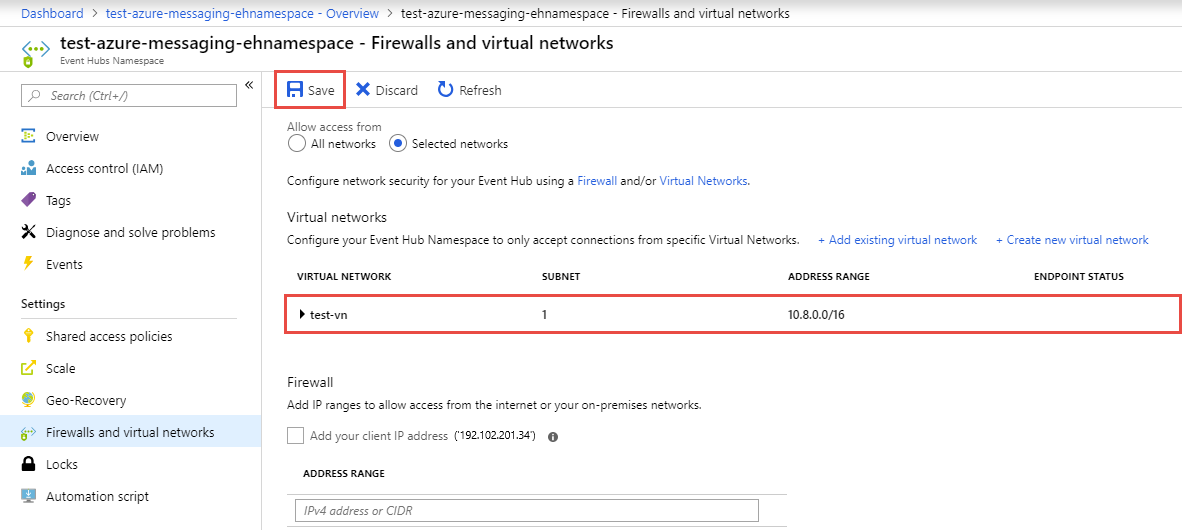 Dashboard > test-azure-messaging-ehnamespace - Overview > test-azure-messaging-ehnamespace - Firewalls and virtual networks
test-azure-messaging-ehnamespace - Firewalls and virtual networks
Event Hubs Namespace
Search (Ctrl+/)
«
Overview
Access control (IAM)
Tags
Diagnose and solve problems
Events
Settings
Shared access policies
Scale
Geo-Recovery
Firewalls and virtual networks
Locks
Automation script
Save Discard Refresh
Allow access from
All networks Selected networks
Configure network security for your Event Hub using a Firewall and/or Virtual Networks.
Virtual networks
Configure your Event Hub Namespace to only accept connections from specific Virtual Networks. + Add existing virtual network + Create new virtual network
VIRTUAL NETWORK SUBNET ADDRESS RANGE ENDPOINT STATUS
test-vn 1 10.8.0.0/16
Firewall
Add IP ranges to allow access from the internet or your on-premises networks.
Add your client IP address ('192.102.201.34')
ADDRESS RANGE
IPv4 address or CIDR